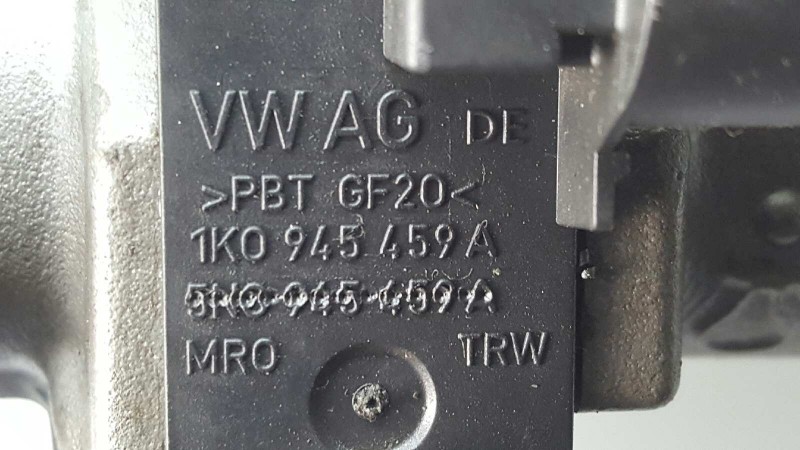 VW AG DE
>PBT GF20<
1K0 945 459 A
5N0 945 459 A
MRO TRW